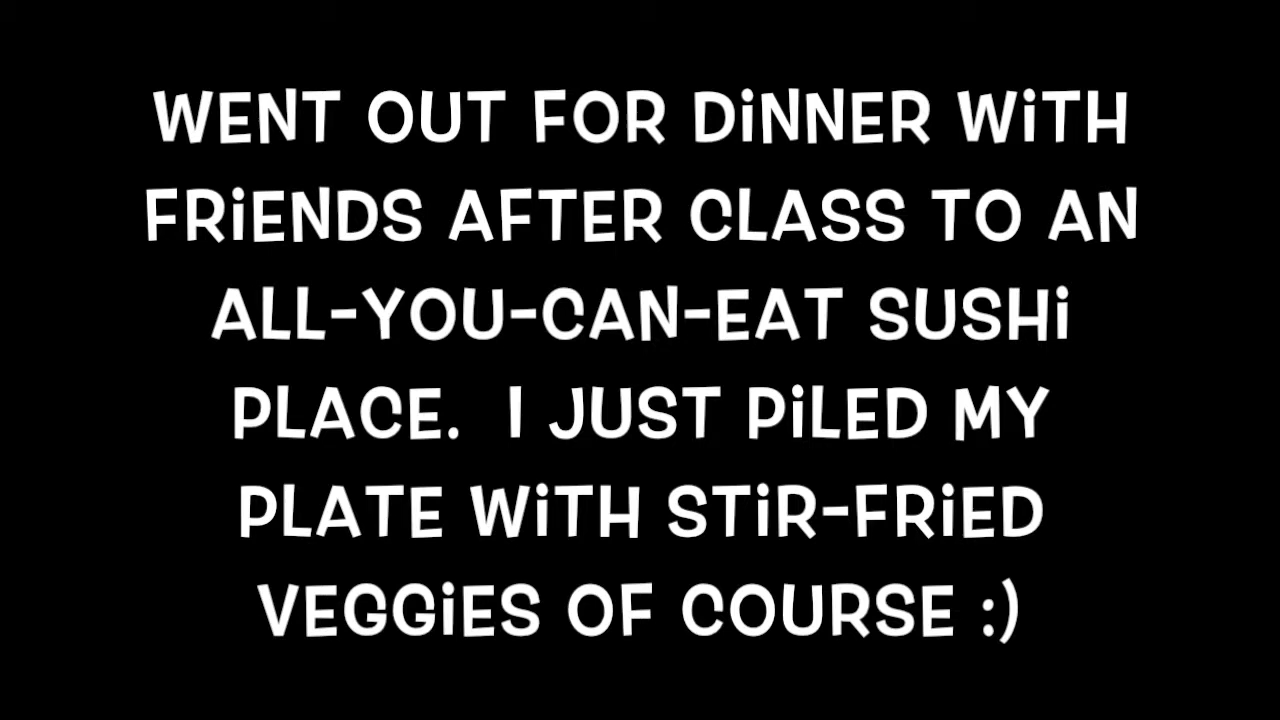 WENT OUT FOR DiNNER WiTH
FRiENDS AFTER CLASS TO AN
ALL-YOU-CAN-EAT SUSHi
PLACE.  I JUST PiLED MY
PLATE WiTH STiR-FRiED
VEGGiES OF COURSE :)